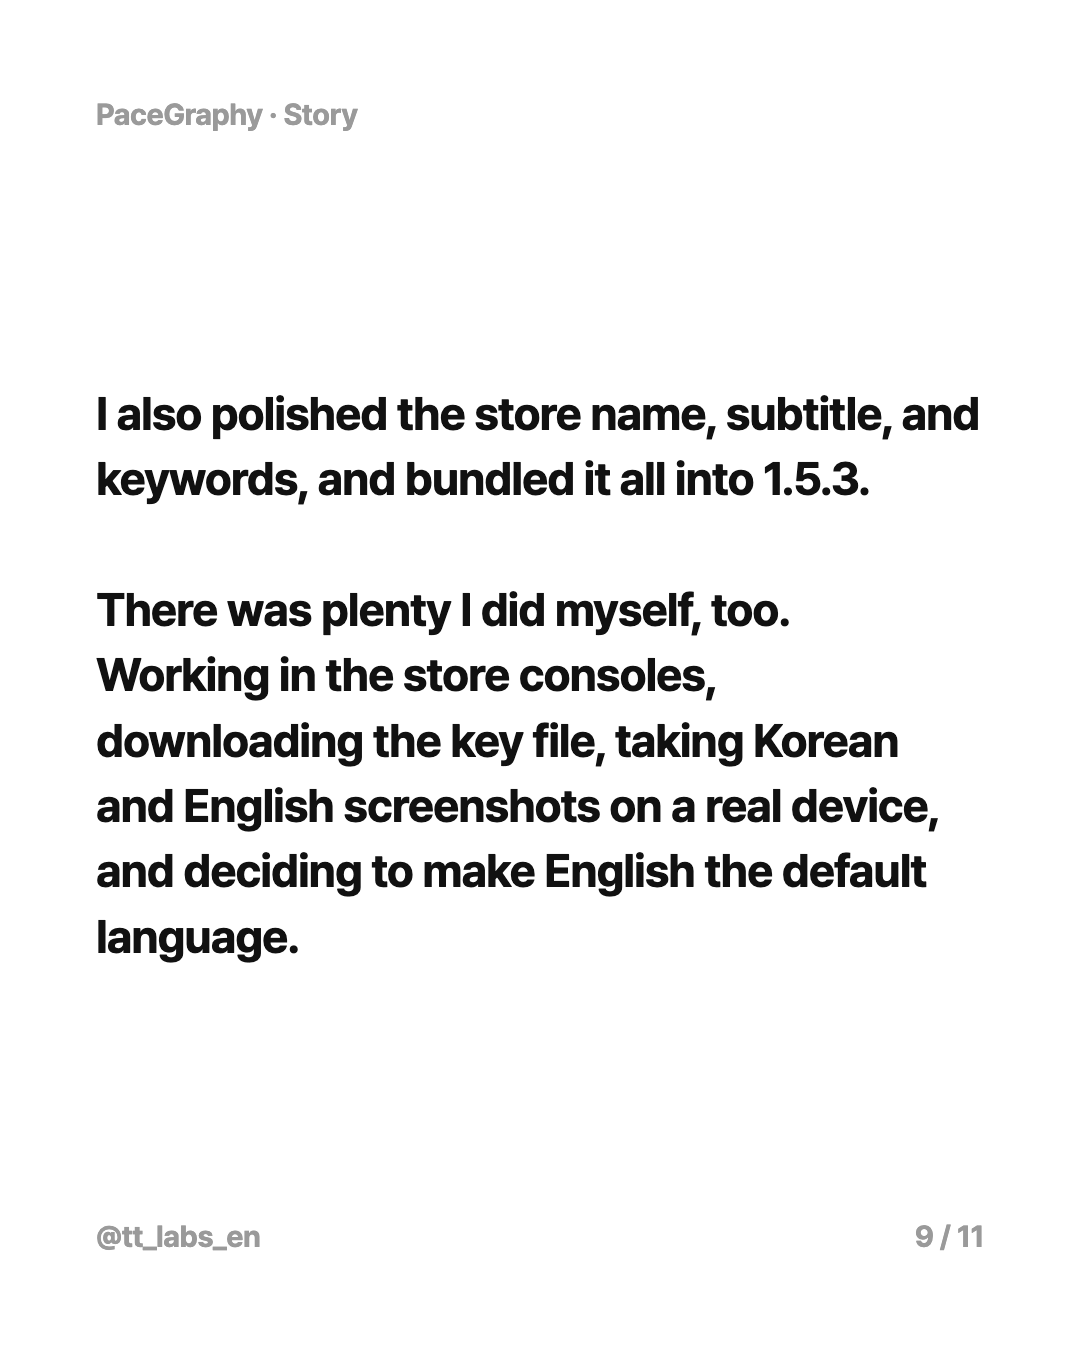 PaceGraphy · Story
I also polished the store name, subtitle, and
keywords, and bundled it all into 1.5.3.
There was plenty I did myself, too.
Working in the store consoles,
downloading the key file, taking Korean
and English screenshots on a real device,
and deciding to make English the default
language.
@tt_labs_en
9 / 11